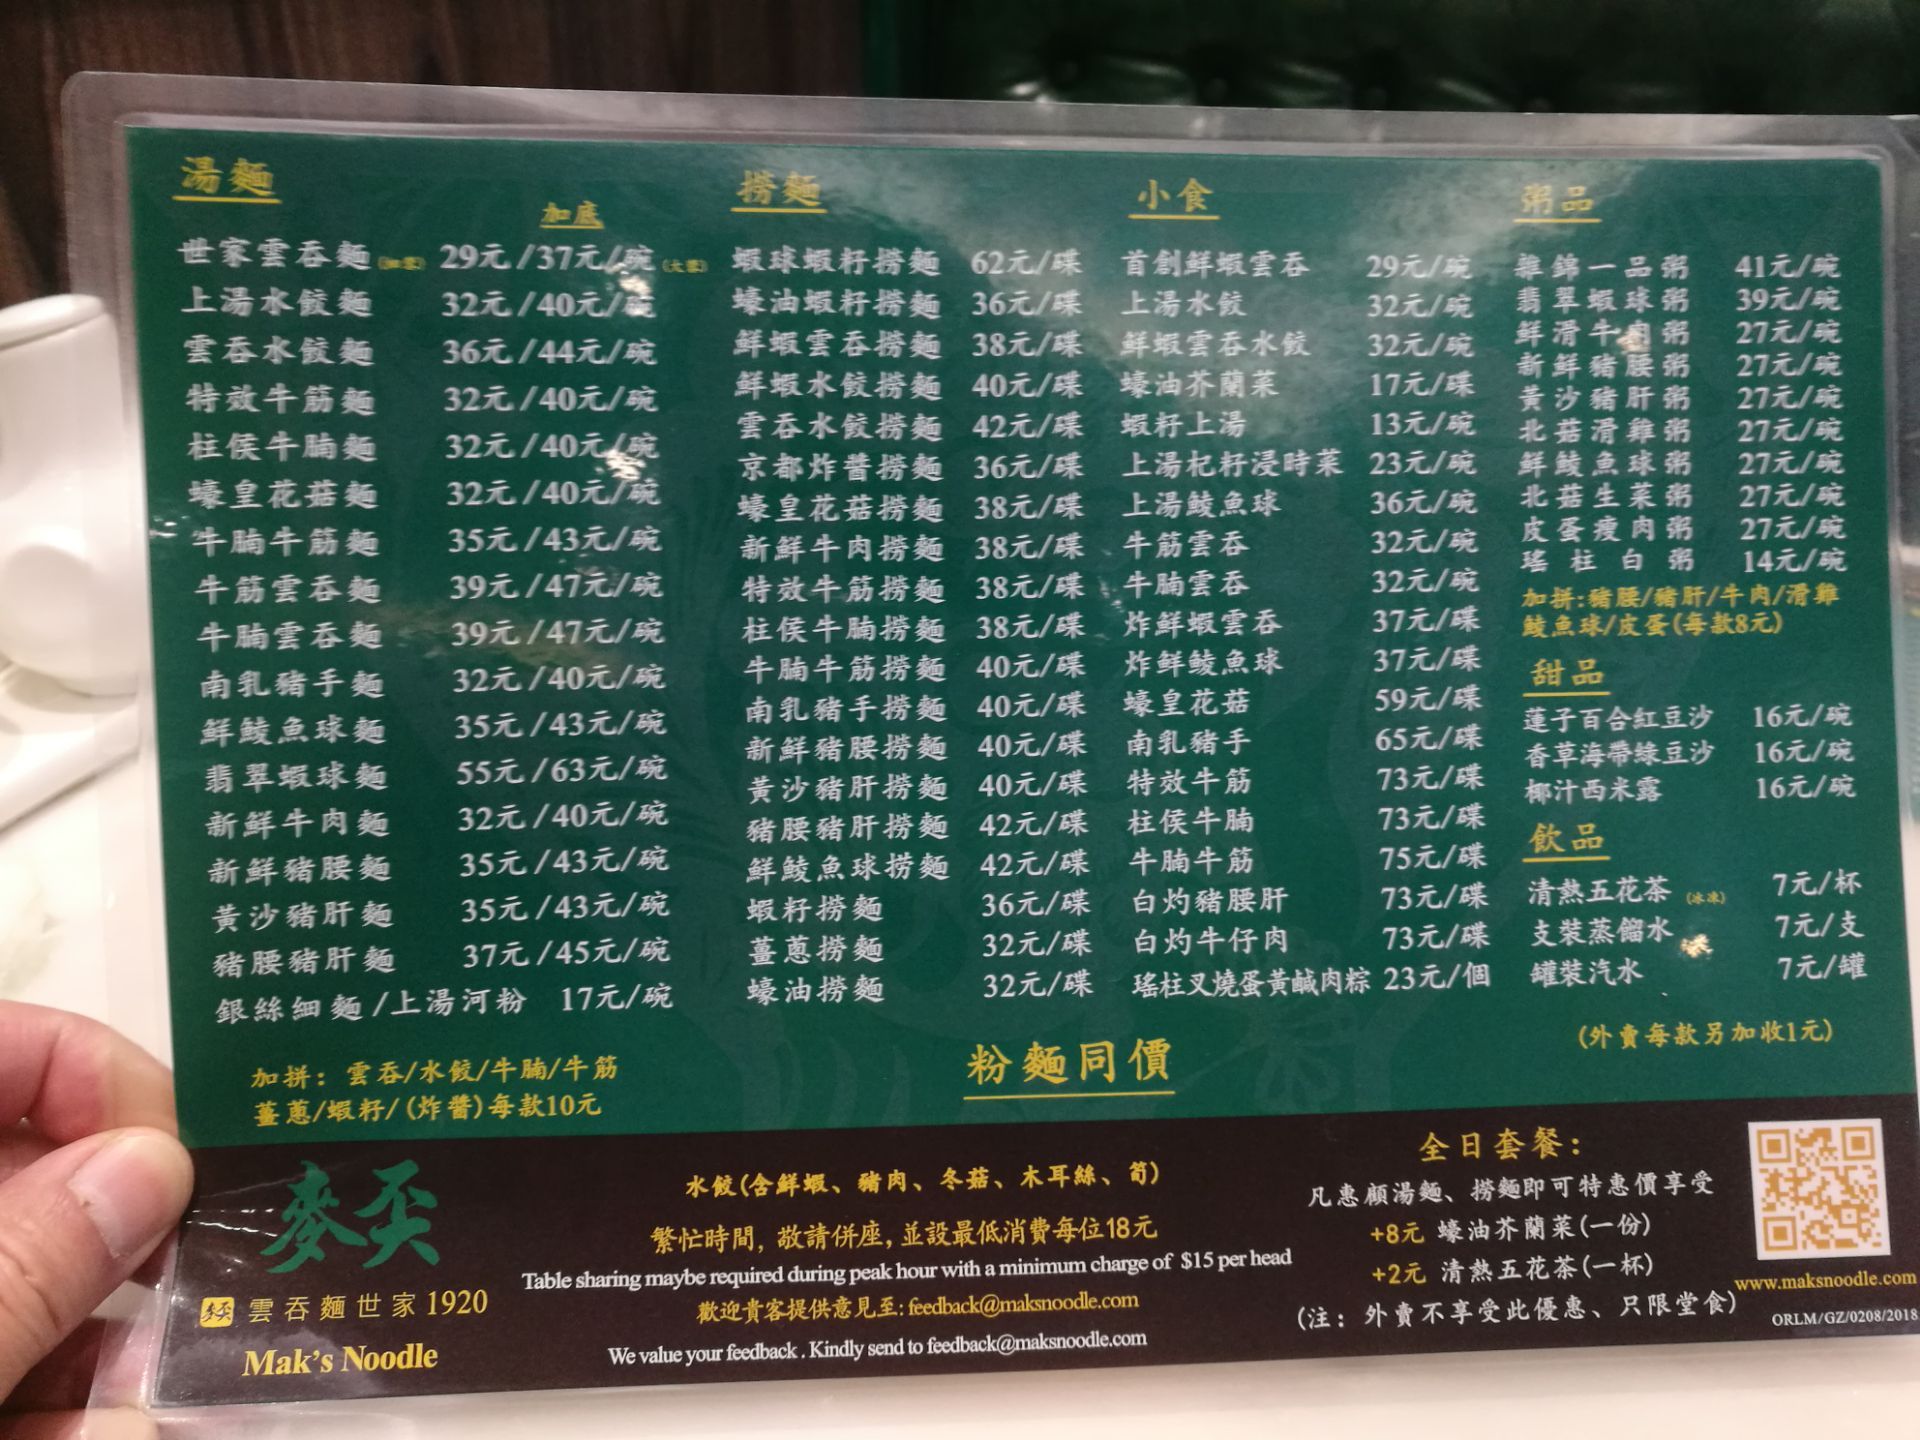 湯麵
加底
世家雲吞麵(細蓉) 29元/37元/碗(大蓉)
上湯水餃麵 32元/40元/碗
雲吞水餃麵 36元/44元/碗
特效牛筋麵 32元/40元/碗
柱侯牛腩麵 32元/40元/碗
蠔皇花菇麵 32元/40元/碗
牛腩牛筋麵 35元/43元/碗
牛筋雲吞麵 39元/47元/碗
牛腩雲吞麵 39元/47元/碗
南乳豬手麵 32元/40元/碗
鮮鯪魚球麵 35元/43元/碗
翡翠蝦球麵 55元/63元/碗
新鮮牛肉麵 32元/40元/碗
新鮮豬腰麵 35元/43元/碗
黃沙豬肝麵 35元/43元/碗
豬腰豬肝麵 37元/45元/碗
銀絲細麵/上湯河粉 17元/碗
加拼：雲吞/水餃/牛腩/牛筋
薑蔥/蝦籽/(炸醬)每款10元
撈麵
蝦球蝦籽撈麵 62元/碟
蠔油蝦籽撈麵 36元/碟
鮮蝦雲吞撈麵 38元/碟
鮮蝦水餃撈麵 40元/碟
雲吞水餃撈麵 42元/碟
京都炸醬撈麵 36元/碟
蠔皇花菇撈麵 38元/碟
新鮮牛肉撈麵 38元/碟
特效牛筋撈麵 38元/碟
柱侯牛腩撈麵 38元/碟
牛腩牛筋撈麵 40元/碟
南乳豬手撈麵 40元/碟
新鮮豬腰撈麵 40元/碟
黃沙豬肝撈麵 40元/碟
豬腰豬肝撈麵 42元/碟
鮮鯪魚球撈麵 42元/碟
蝦籽撈麵 36元/碟
薑蔥撈麵 32元/碟
蠔油撈麵 32元/碟
小食
首創鮮蝦雲吞 29元/碗
上湯水餃 32元/碗
鮮蝦雲吞水餃 32元/碗
蠔油芥蘭菜 17元/碟
蝦籽上湯 13元/碗
上湯杞籽浸時菜 23元/碗
上湯鯪魚球 36元/碗
牛筋雲吞 32元/碗
牛腩雲吞 32元/碗
炸鮮蝦雲吞 37元/碟
炸鮮鯪魚球 37元/碟
蠔皇花菇 59元/碟
南乳豬手 65元/碟
特效牛筋 73元/碟
柱侯牛腩 73元/碟
牛腩牛筋 75元/碟
白灼豬腰肝 73元/碟
白灼牛仔肉 73元/碟
瑤柱叉燒蛋黃鹹肉粽 23元/個
粥品
雜錦一品粥 41元/碗
翡翠蝦球粥 39元/碗
鮮滑牛肉粥 27元/碗
新鮮豬腰粥 27元/碗
黃沙豬肝粥 27元/碗
北菇滑雞粥 27元/碗
鮮鯪魚球粥 27元/碗
北菇生菜粥 27元/碗
皮蛋瘦肉粥 27元/碗
瑤柱白粥 14元/碗
加拼:豬腰/豬肝/牛肉/滑雞
鯪魚球/皮蛋(每款8元)
甜品
蓮子百合紅豆沙 16元/碗
香草海帶綠豆沙 16元/碗
椰汁西米露 16元/碗
飲品
清熱五花茶(冰凍) 7元/杯
支裝蒸餾水 7元/支
罐裝汽水 7元/罐
(外賣每款另加收1元)
粉麵同價
麥奀
麥奀 雲吞麵世家1920
Mak's Noodle
水餃(含鮮蝦、豬肉、冬菇、木耳絲、筍)
繁忙時間, 敬請併座, 並設最低消費每位18元
Table sharing maybe required during peak hour with a minimum charge of $15 per head
歡迎貴客提供意見至: feedback@maksnoodle.com
We value your feedback . Kindly send to feedback@maksnoodle.com
全日套餐：
凡惠顧湯麵、撈麵即可特惠價享受
+8元 蠔油芥蘭菜(一份)
+2元 清熱五花茶(一杯)
(注：外賣不享受此優惠、只限堂食)
www.maksnoodle.com
ORLM/GZ/0208/2018